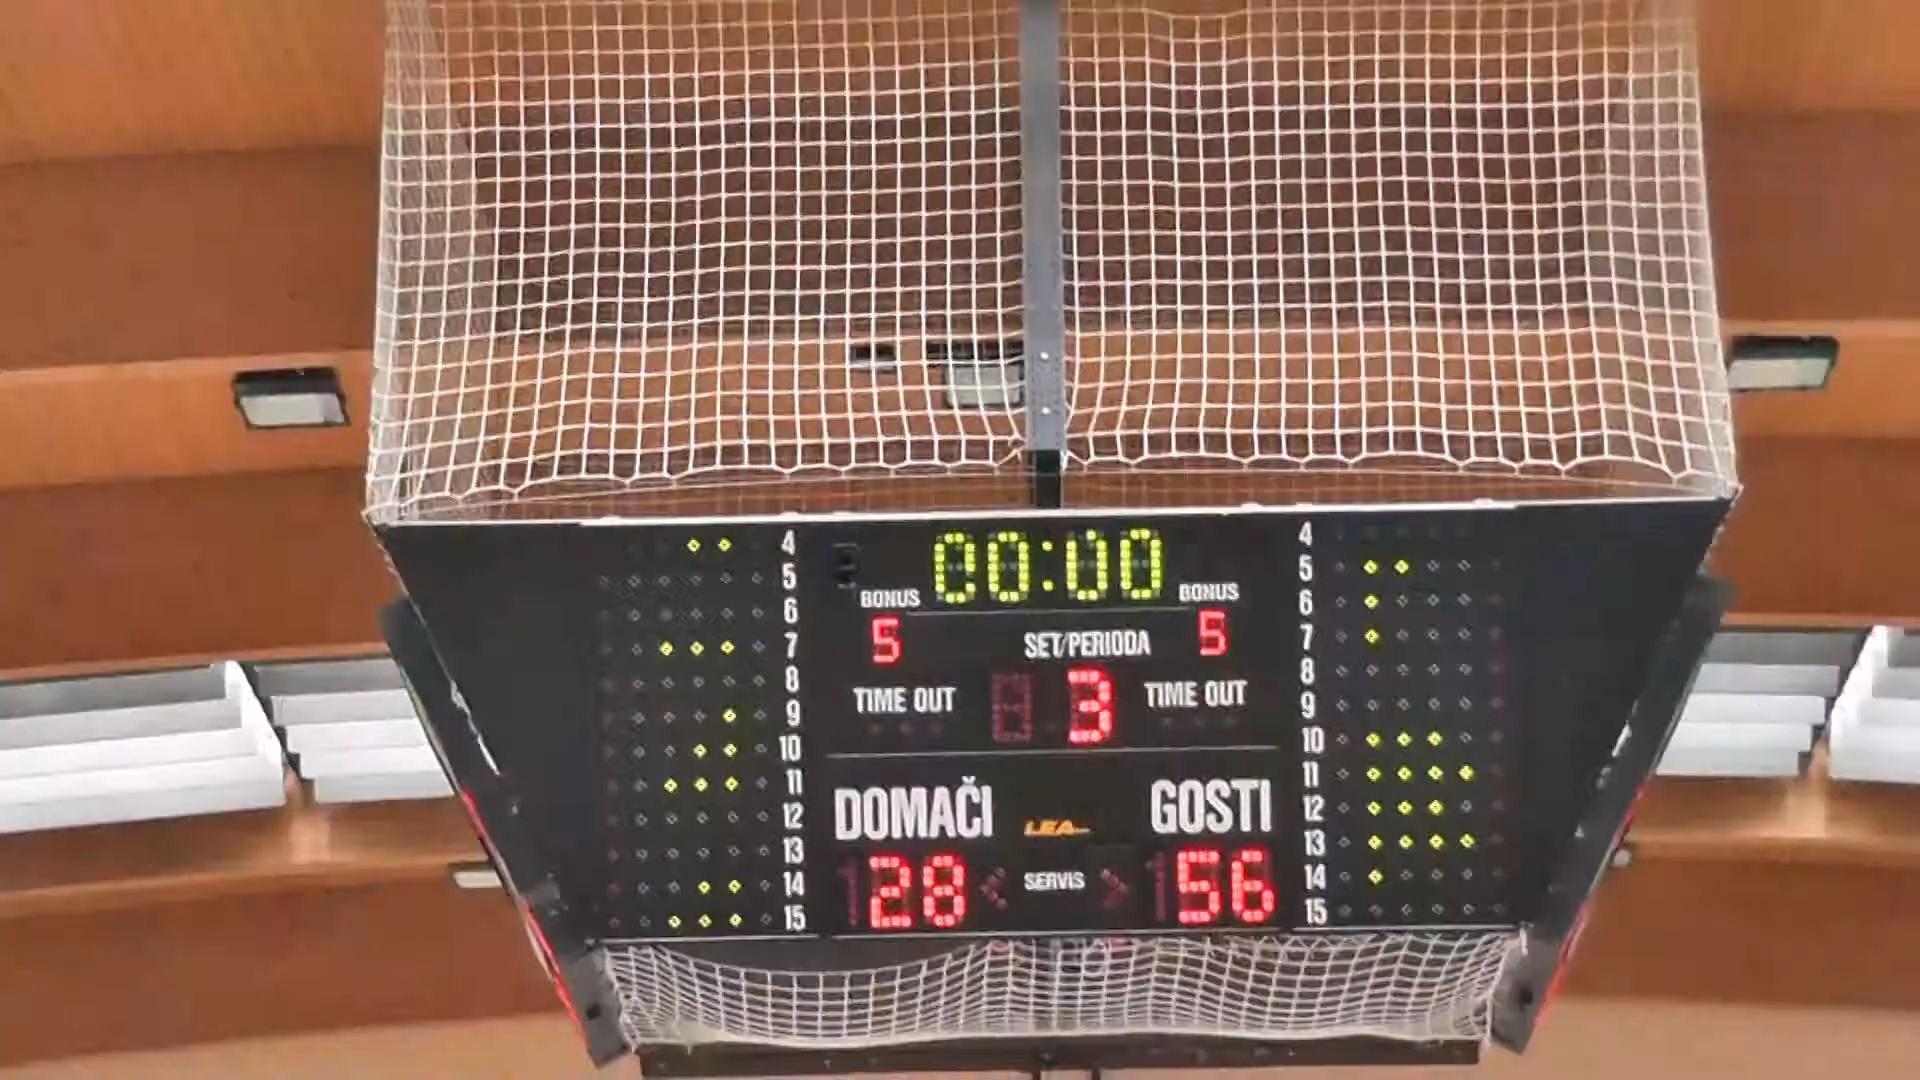 4 00:00 4
5 5
BONUS BONUS
6 5 5 6
7 SET/PERIODA 7
8 8
TIME OUT 3 TIME OUT
9 9
10 10
11 11
12 DOMAČI LEA GOSTI 12
13 13
14 28 SERVIS 56 14
15 15